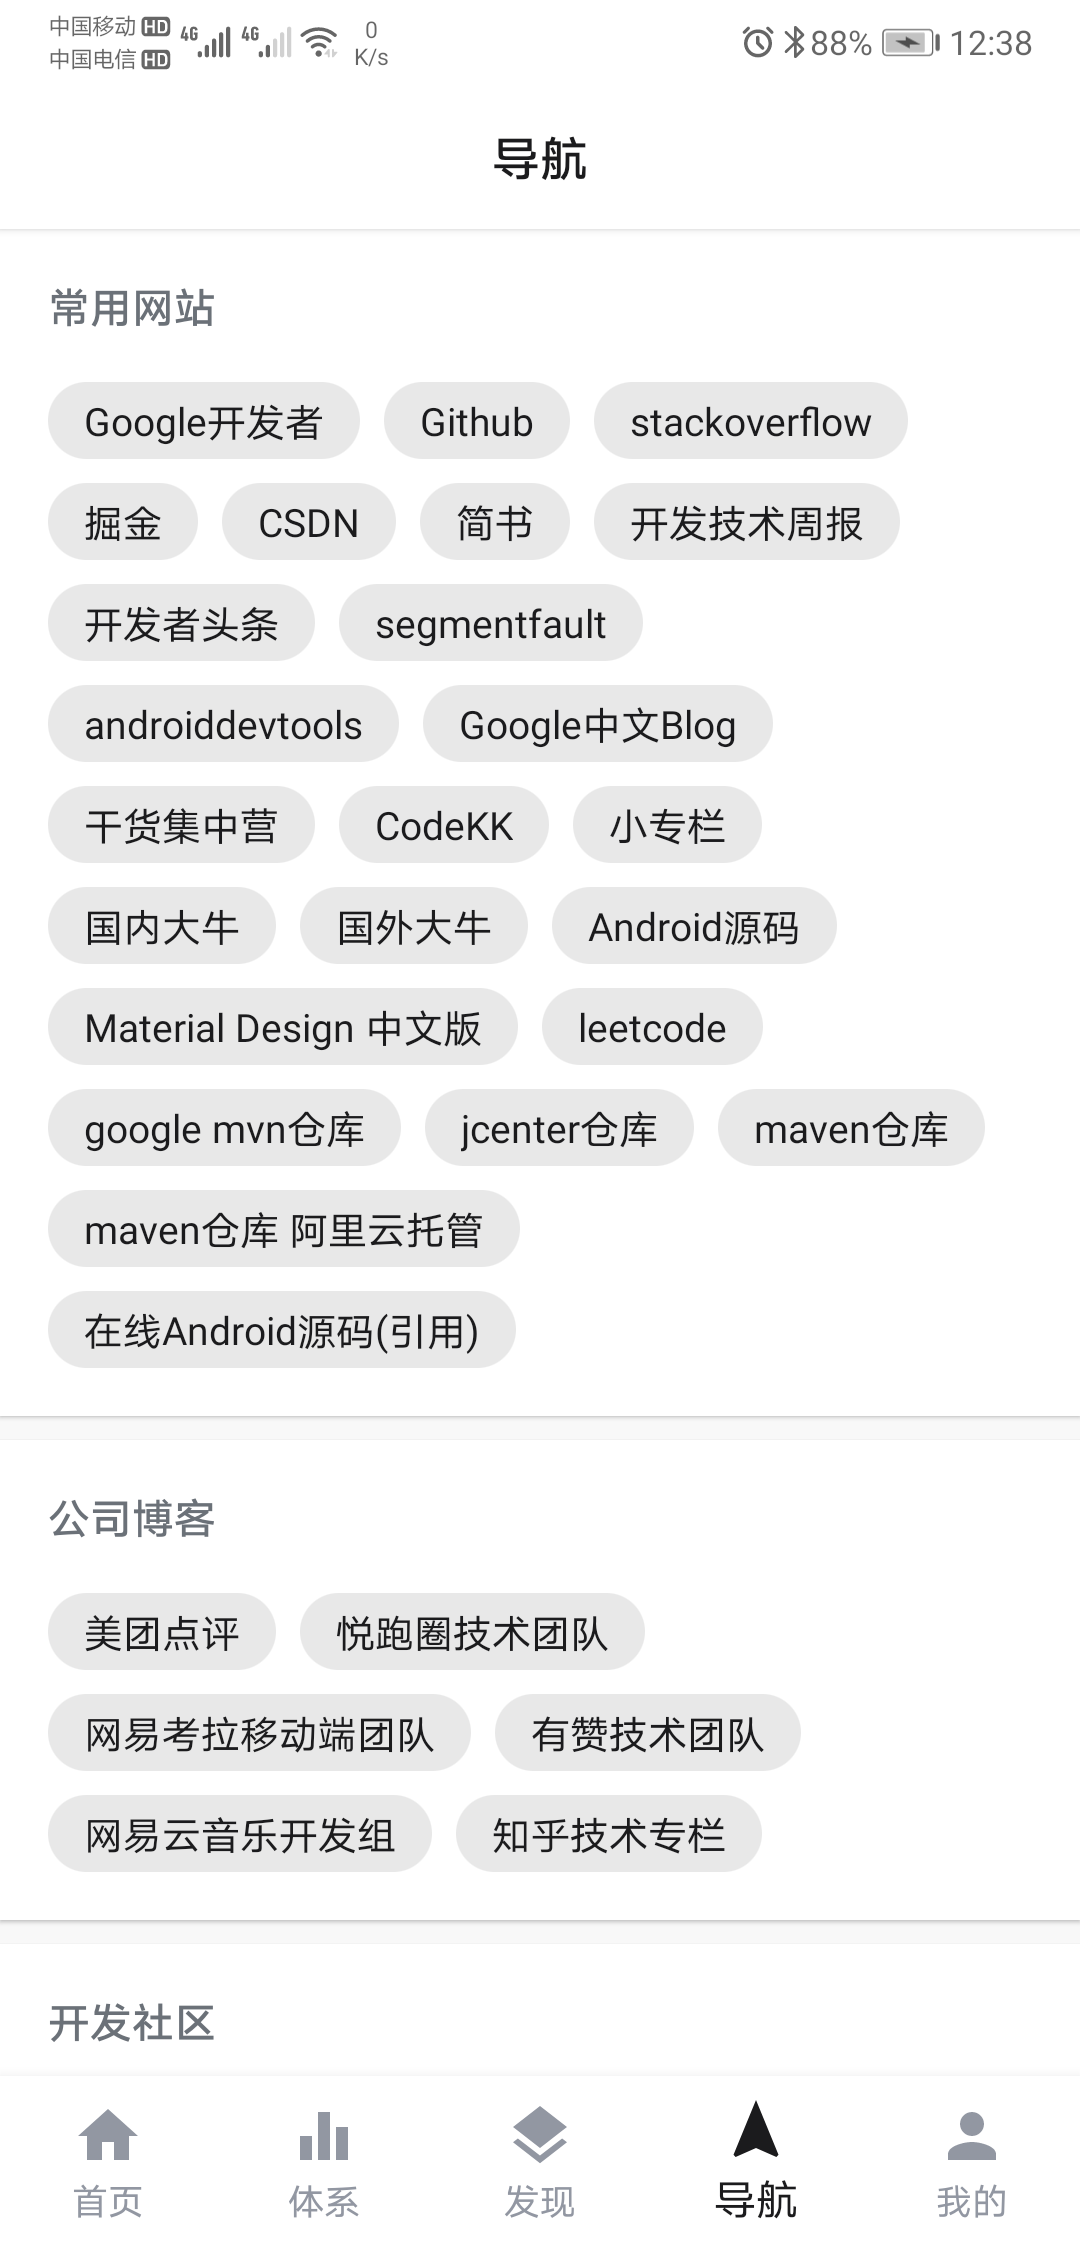 中国移动 HD 4G 4G 0 K/s 88% 12:38
中国电信 HD
导航
常用网站
Google开发者 Github stackoverflow
掘金 CSDN 简书 开发技术周报
开发者头条 segmentfault
androiddevtools Google中文Blog
干货集中营 CodeKK 小专栏
国内大牛 国外大牛 Android源码
Material Design 中文版 leetcode
google mvn仓库 jcenter仓库 maven仓库
maven仓库 阿里云托管
在线Android源码(引用)
公司博客
美团点评 悦跑圈技术团队
网易考拉移动端团队 有赞技术团队
网易云音乐开发组 知乎技术专栏
开发社区
首页 体系 发现 导航 我的